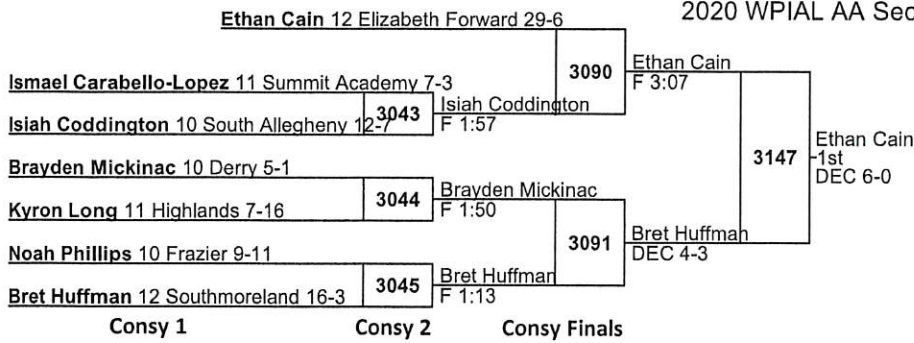 2020 WPIAL AA Sec
Ethan Cain 12 Elizabeth Forward 29-6
3090
Ethan Cain
F 3:07
Ismael Carabello-Lopez 11 Summit Academy 7-3
3043
Isiah Coddington
F 1:57
Isiah Coddington 10 South Allegheny 12-7
3147
Ethan Cain
1st
DEC 6-0
Brayden Mickinac 10 Derry 5-1
3044
Brayden Mickinac
F 1:50
Kyron Long 11 Highlands 7-16
3091
Bret Huffman
DEC 4-3
Noah Phillips 10 Frazier 9-11
3045
Bret Huffman
F 1:13
Bret Huffman 12 Southmoreland 16-3
Consy 1 Consy 2 Consy Finals